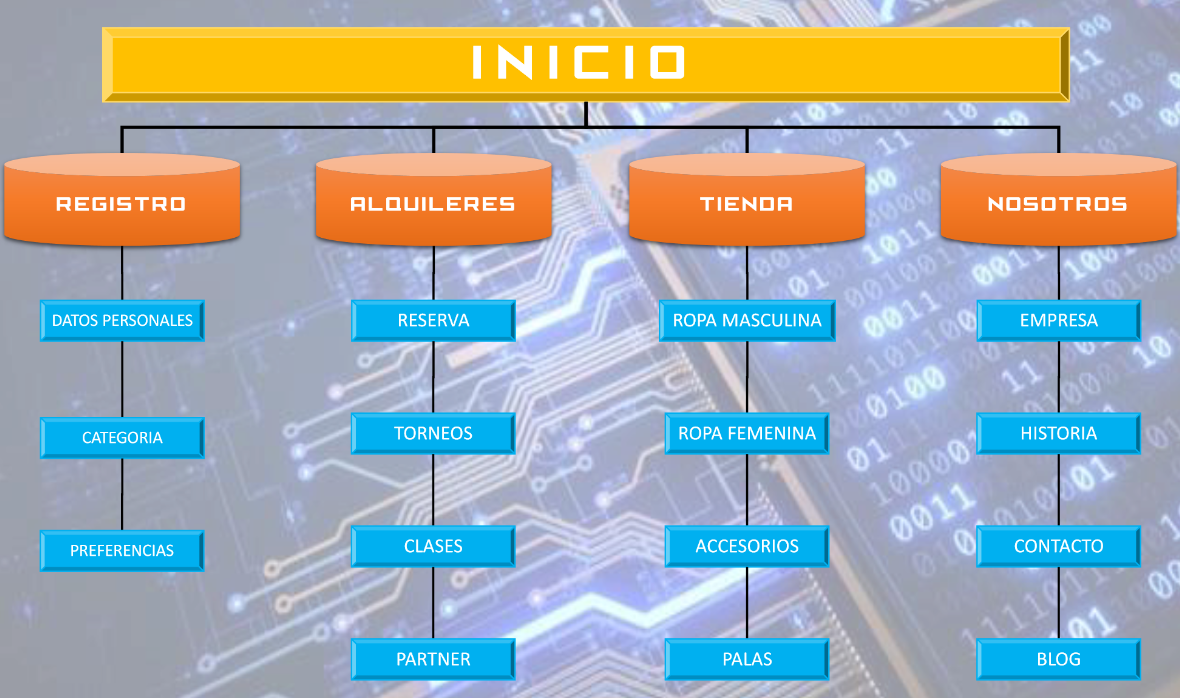 INICIO
REGISTRO
ALQUILERES
TIENDA
NOSOTROS
DATOS PERSONALES
RESERVA
ROPA MASCULINA
EMPRESA
CATEGORIA
TORNEOS
ROPA FEMENINA
HISTORIA
PREFERENCIAS
CLASES
ACCESORIOS
CONTACTO
PARTNER
PALAS
BLOG